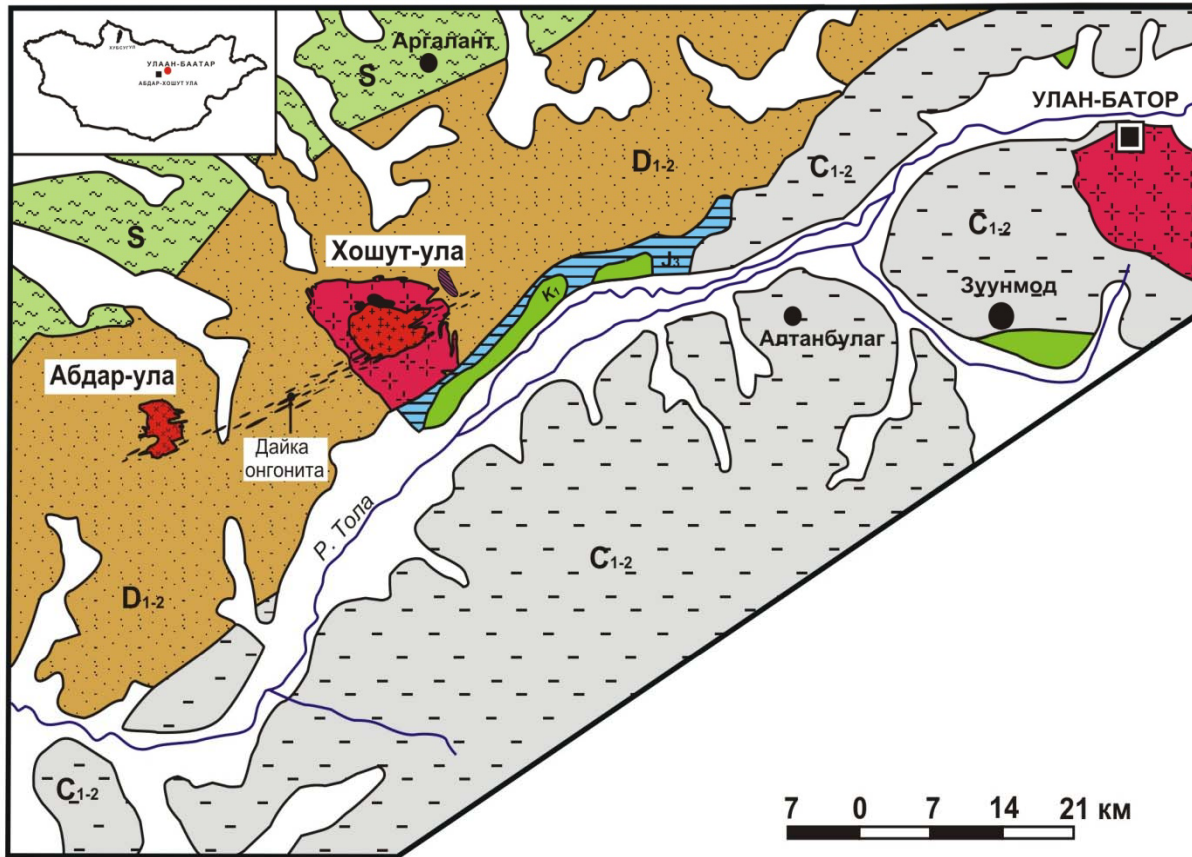 ХУБСУГУЛ
УЛААН-БААТАР
АБДАР-ХОШУТ УЛА
Аргалант
S
УЛАН-БАТОР
D1-2
C1-2
C1-2
S
Хошут-ула
J3
K1
Зуунмод
Алтанбулаг
Абдар-ула
Дайка
онгонита
Р. Тола
C1-2
D1-2
C1-2
7 0 7 14 21 км